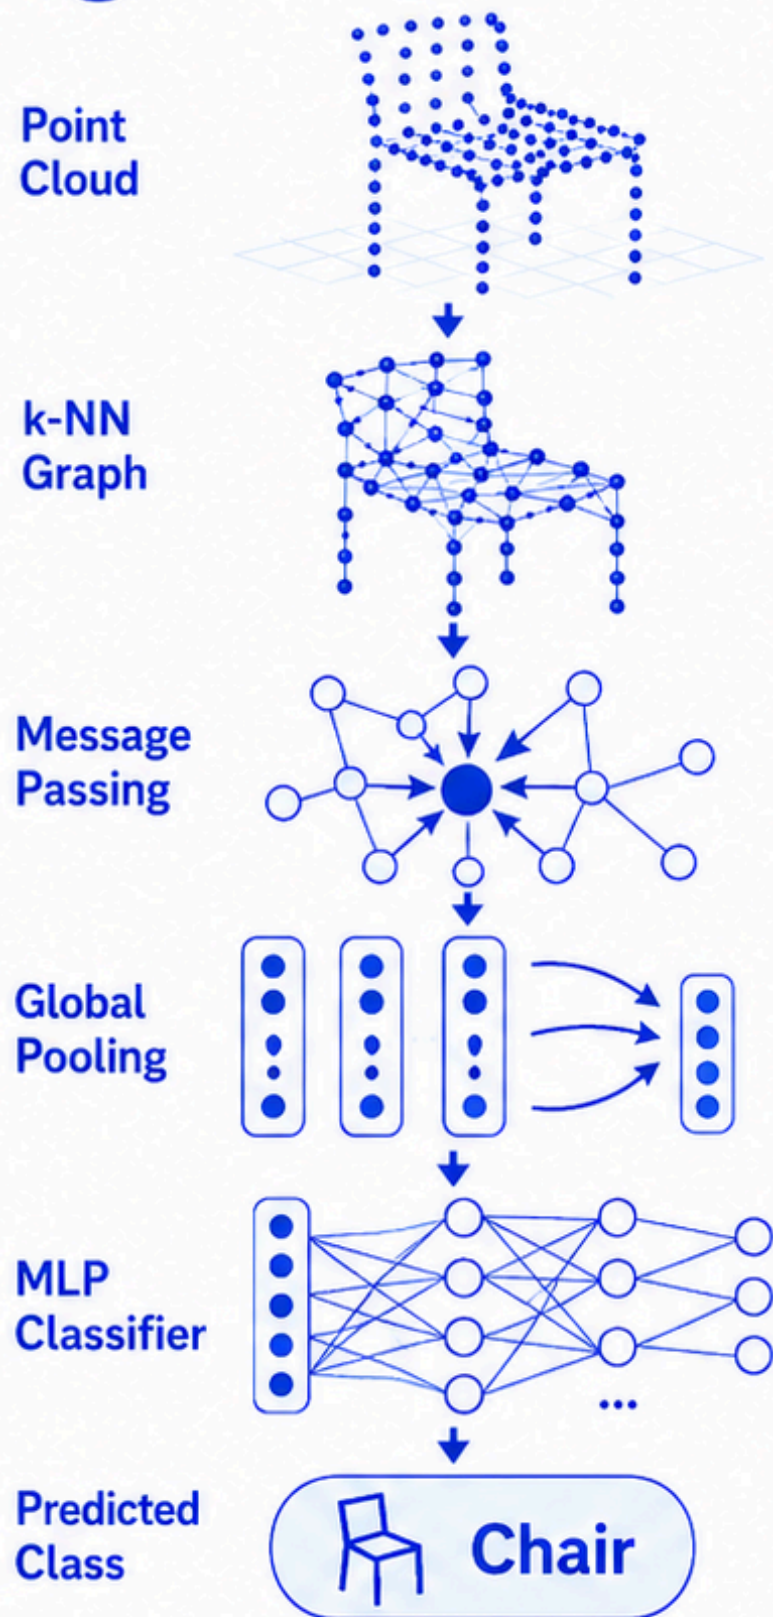 Point
Cloud
k-NN
Graph
Message
Passing
Global
Pooling
MLP
Classifier
...
Predicted
Class
Chair